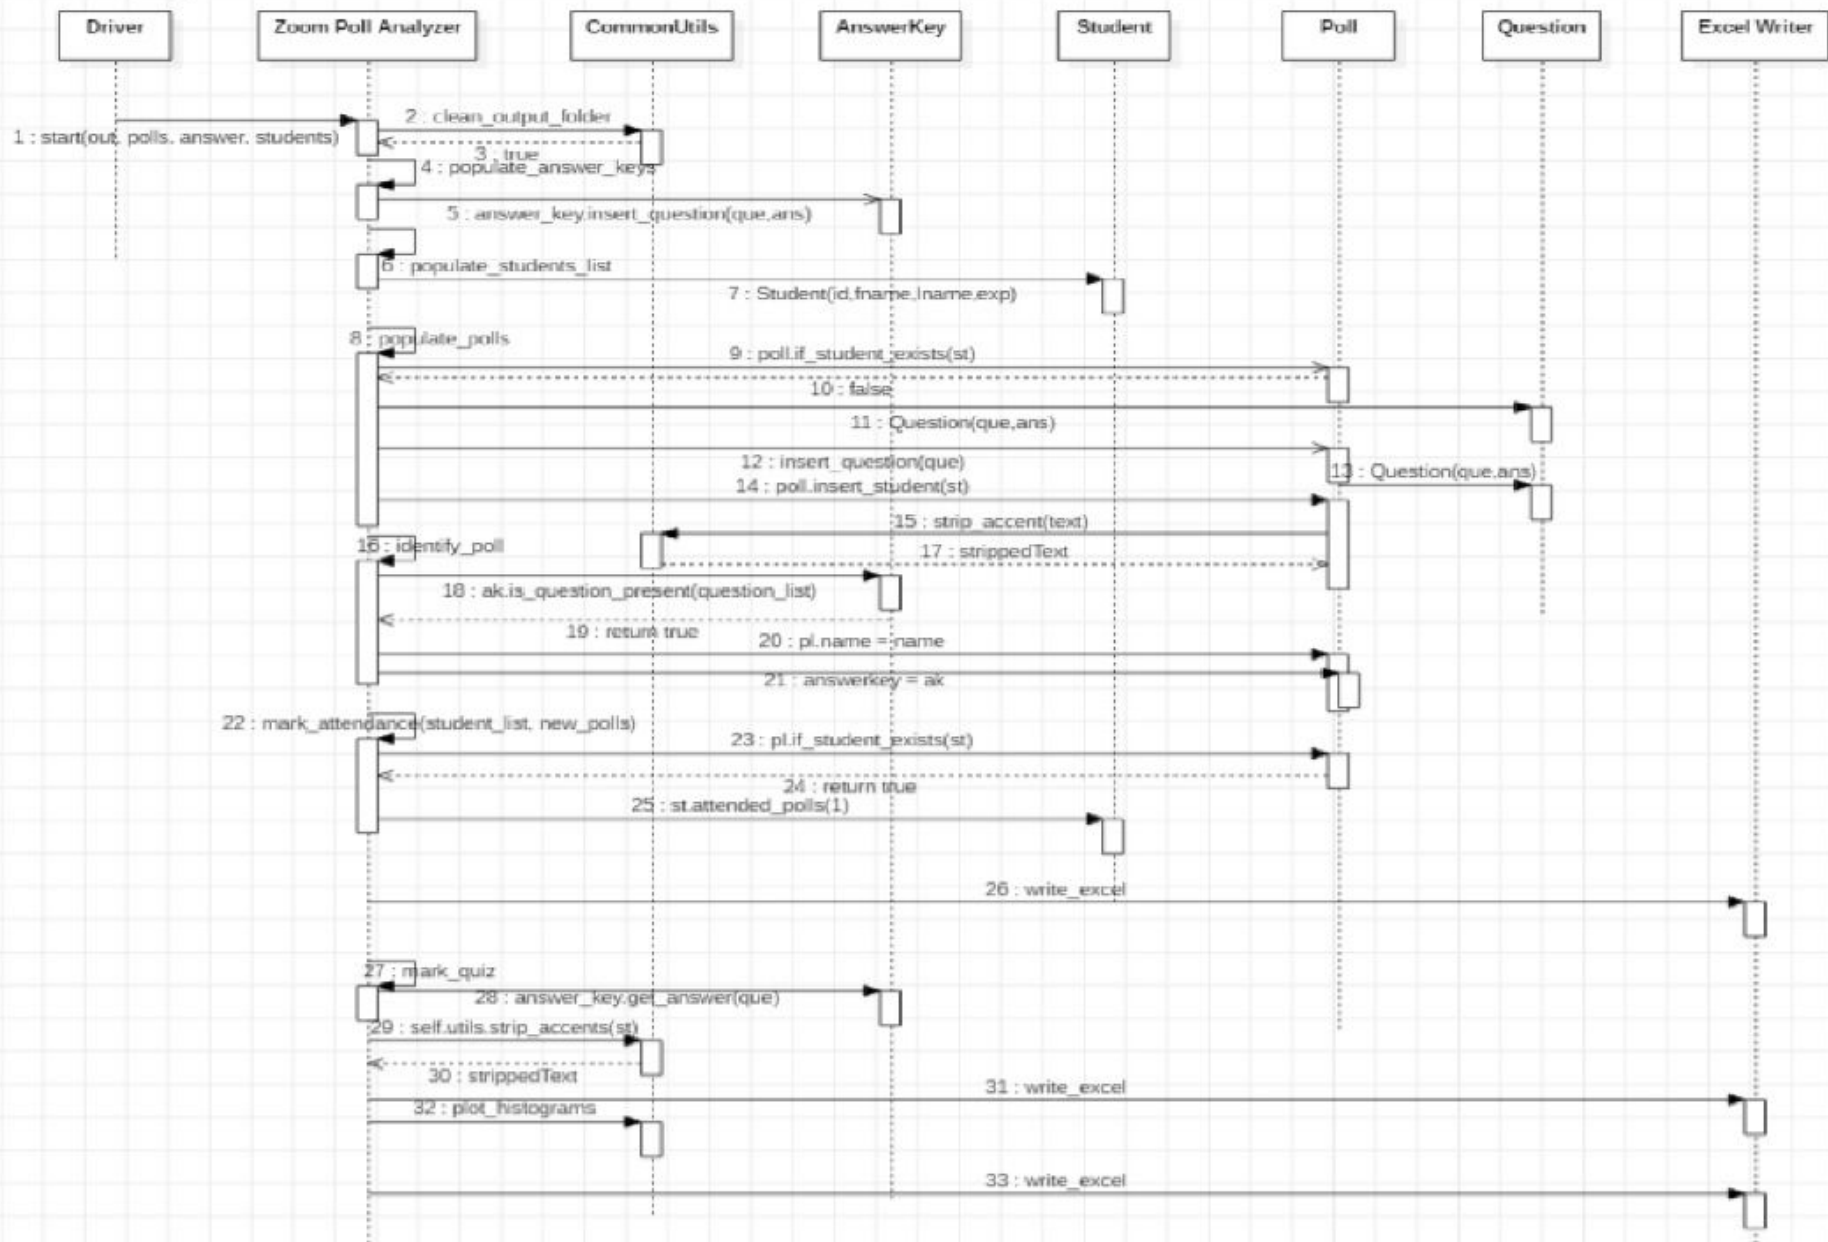 Driver
Zoom Poll Analyzer
CommonUtils
AnswerKey
Student
Poll
Question
Excel Writer
1 : start(out, polls, answer, students)
2 : clean_output_folder
3 : true
4 : populate_answer_keys
5 : answer_key.insert_question(que,ans)
6 : populate_students_list
7 : Student(id,fname,lname,exp)
8 : populate_polls
9 : poll.if_student_exists(st)
10 : false
11 : Question(que,ans)
12 : insert_question(que)
13 : Question(que,ans)
14 : poll.insert_student(st)
15 : strip_accent(text)
16 : identify_poll
17 : strippedText
18 : ak.is_question_present(question_list)
19 : return true
20 : pl.name = name
21 : answerkey = ak
22 : mark_attendance(student_list, new_polls)
23 : pl.if_student_exists(st)
24 : return true
25 : st.attended_polls(1)
26 : write_excel
27 : mark_quiz
28 : answer_key.get_answer(que)
29 : self.utils.strip_accents(st)
30 : strippedText
31 : write_excel
32 : plot_histograms
33 : write_excel